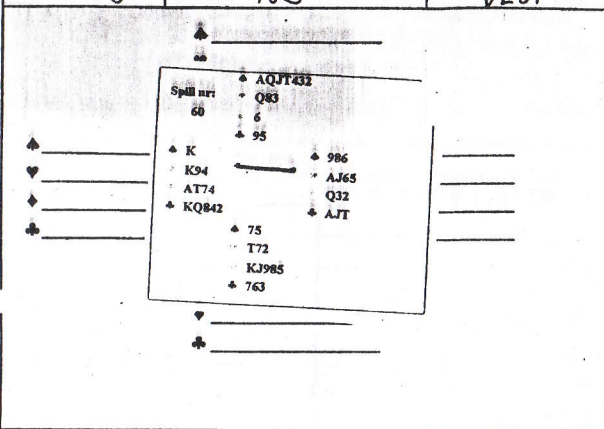 ♠
♠ AQJT432
Spill nr: Q83
60 6
♣ 95
♠ ♠ K ♠ 986
♥ K94 AJ65
♦ AT74 Q32
♣ ♣ KQ842 ♣ AJT
♠ 75
T72
KJ985
♣ 763
♥
♣